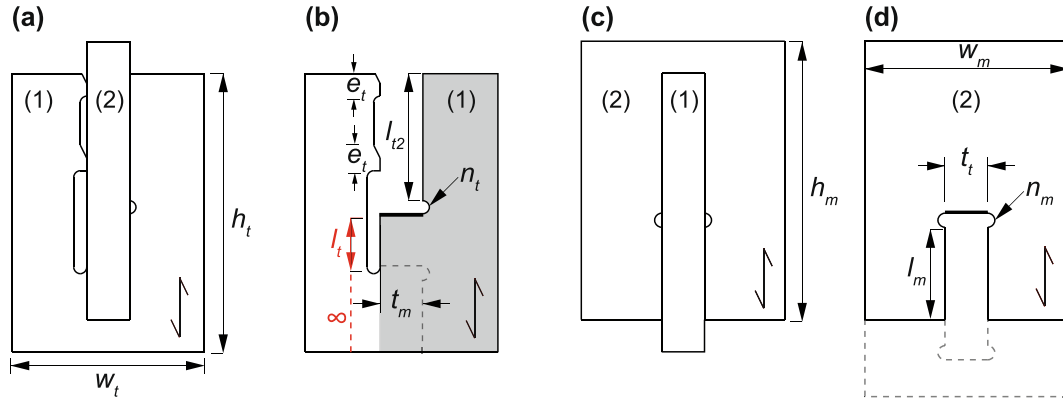 (a)
(1)
(2)
h_t
w_t
(b)
e_t
e_t
l_t2
(1)
n_t
l_t
t_m
∞
(c)
(2)
(1)
h_m
(d)
w_m
(2)
t_t
n_m
l_m